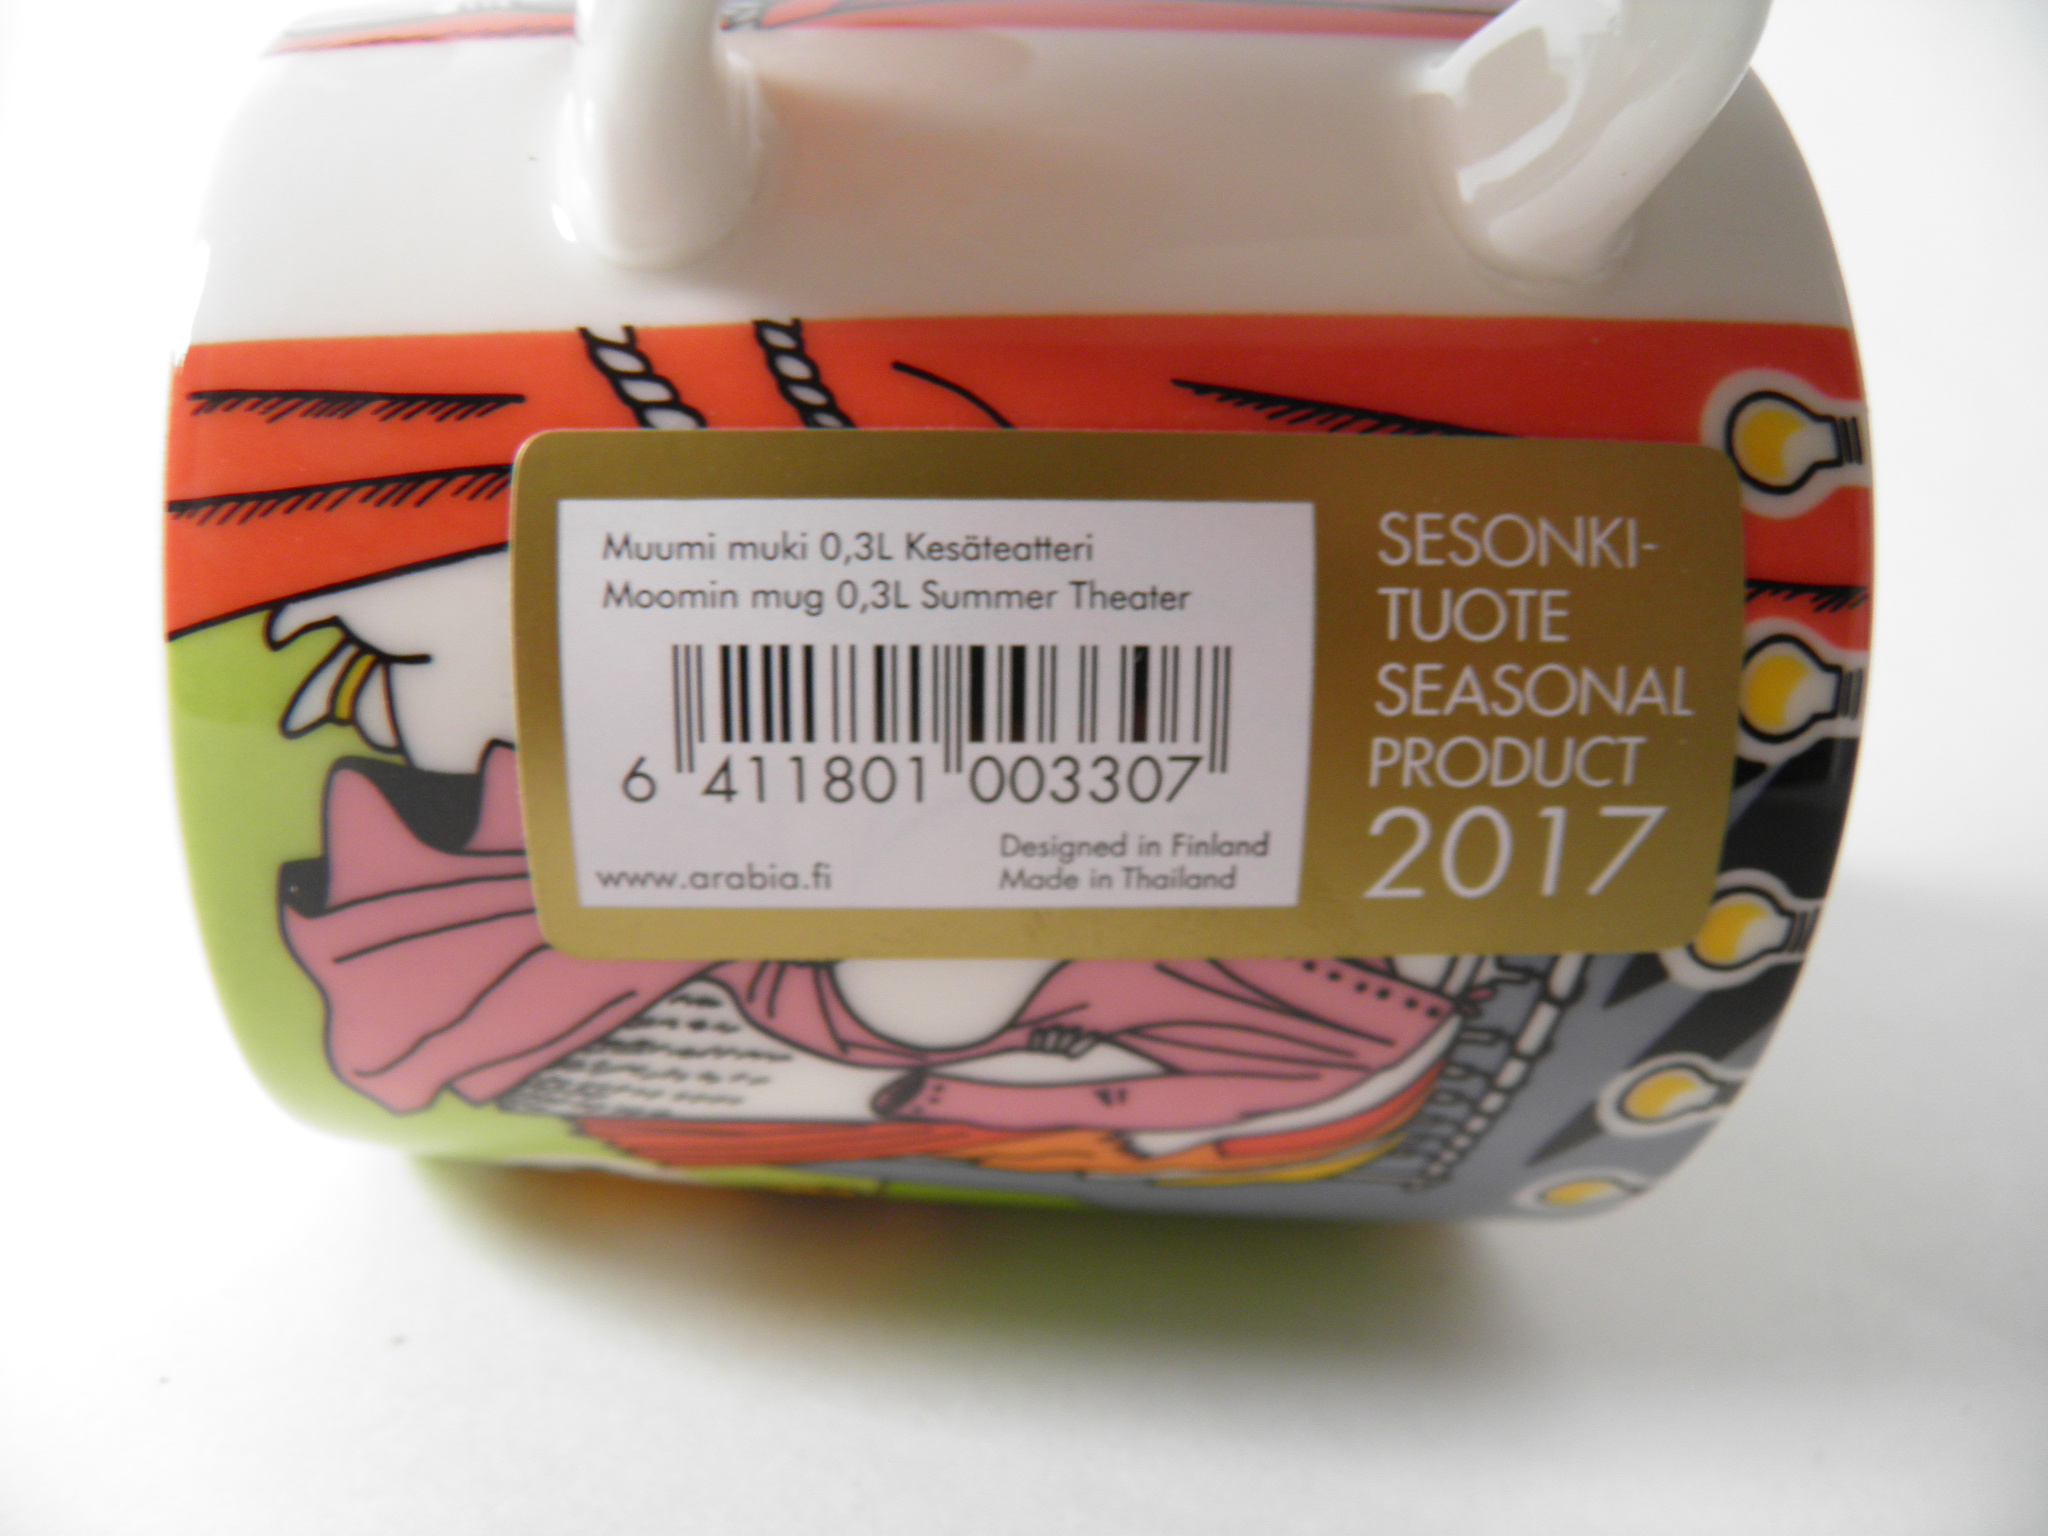 Muumi muki 0,3L Kesäteatteri
Moomin mug 0,3L Summer Theater
6 411801 003307
www.arabia.fi
Designed in Finland
Made in Thailand
SESONKI-
TUOTE
SEASONAL
PRODUCT
2017